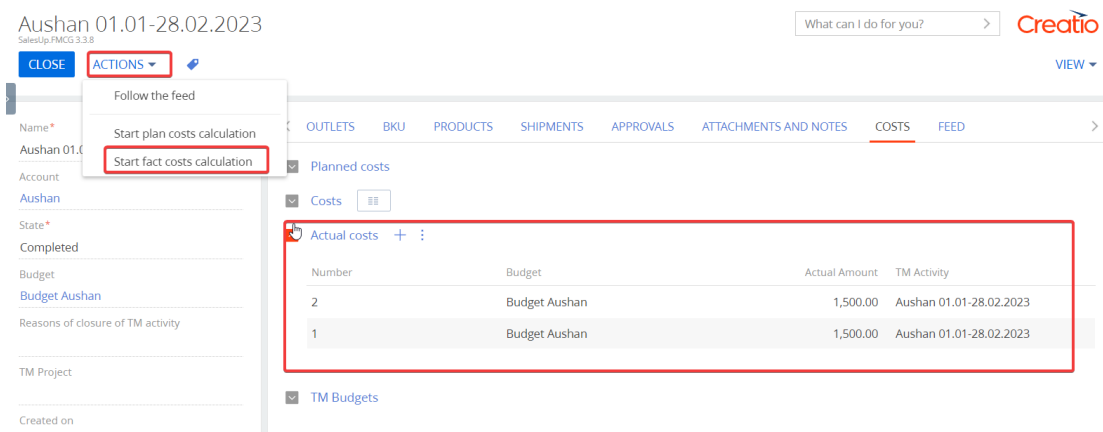 Aushan 01.01-28.02.2023
SalesUp.FMCG 3.3.8
What can I do for you?
Creatio
CLOSE
ACTIONS
VIEW
Follow the feed
Start plan costs calculation
Start fact costs calculation
Name*
Aushan 01.0
Account
Aushan
State*
Completed
Budget
Budget Aushan
Reasons of closure of TM activity
TM Project
Created on
OUTLETS BKU PRODUCTS SHIPMENTS APPROVALS ATTACHMENTS AND NOTES COSTS FEED
Planned costs
Costs
Actual costs
Number Budget Actual Amount TM Activity
2 Budget Aushan 1,500.00 Aushan 01.01-28.02.2023
1 Budget Aushan 1,500.00 Aushan 01.01-28.02.2023
TM Budgets